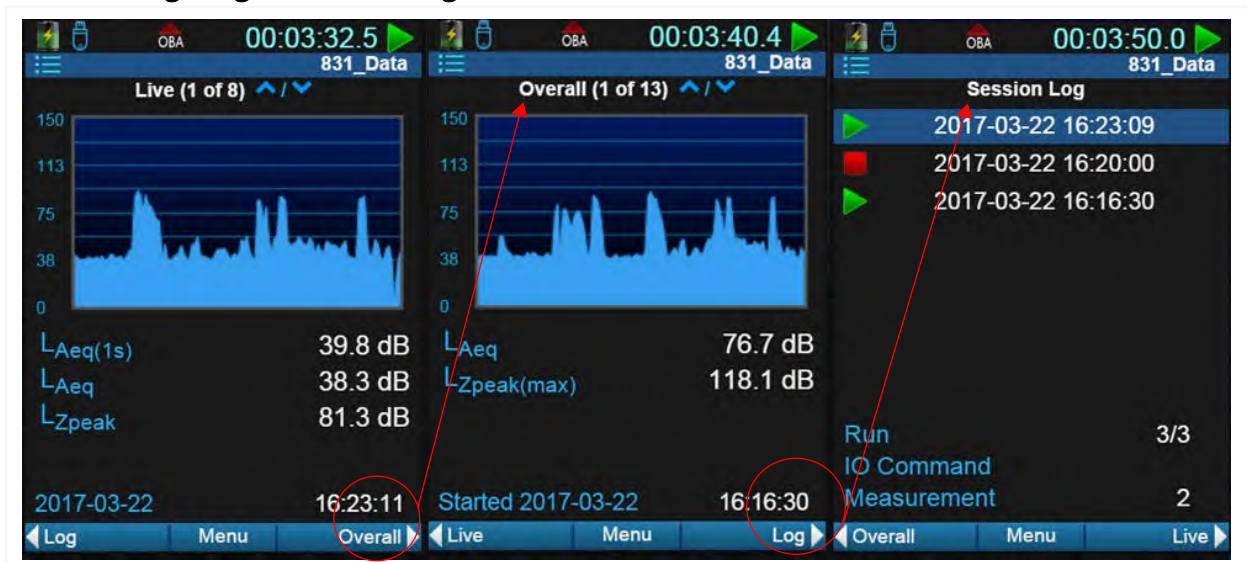 OBA 00:03:32.5
831_Data
Live (1 of 8) /
150
113
75
38
0
LAeq(1s) 39.8 dB
LAeq 38.3 dB
LZpeak 81.3 dB
2017-03-22 16:23:11
Log Menu Overall
OBA 00:03:40.4
831_Data
Overall (1 of 13) /
150
113
75
38
0
LAeq 76.7 dB
LZpeak(max) 118.1 dB
Started 2017-03-22 16:16:30
Live Menu Log
OBA 00:03:50.0
831_Data
Session Log
2017-03-22 16:23:09
2017-03-22 16:20:00
2017-03-22 16:16:30
Run 3/3
IO Command
Measurement 2
Overall Menu Live